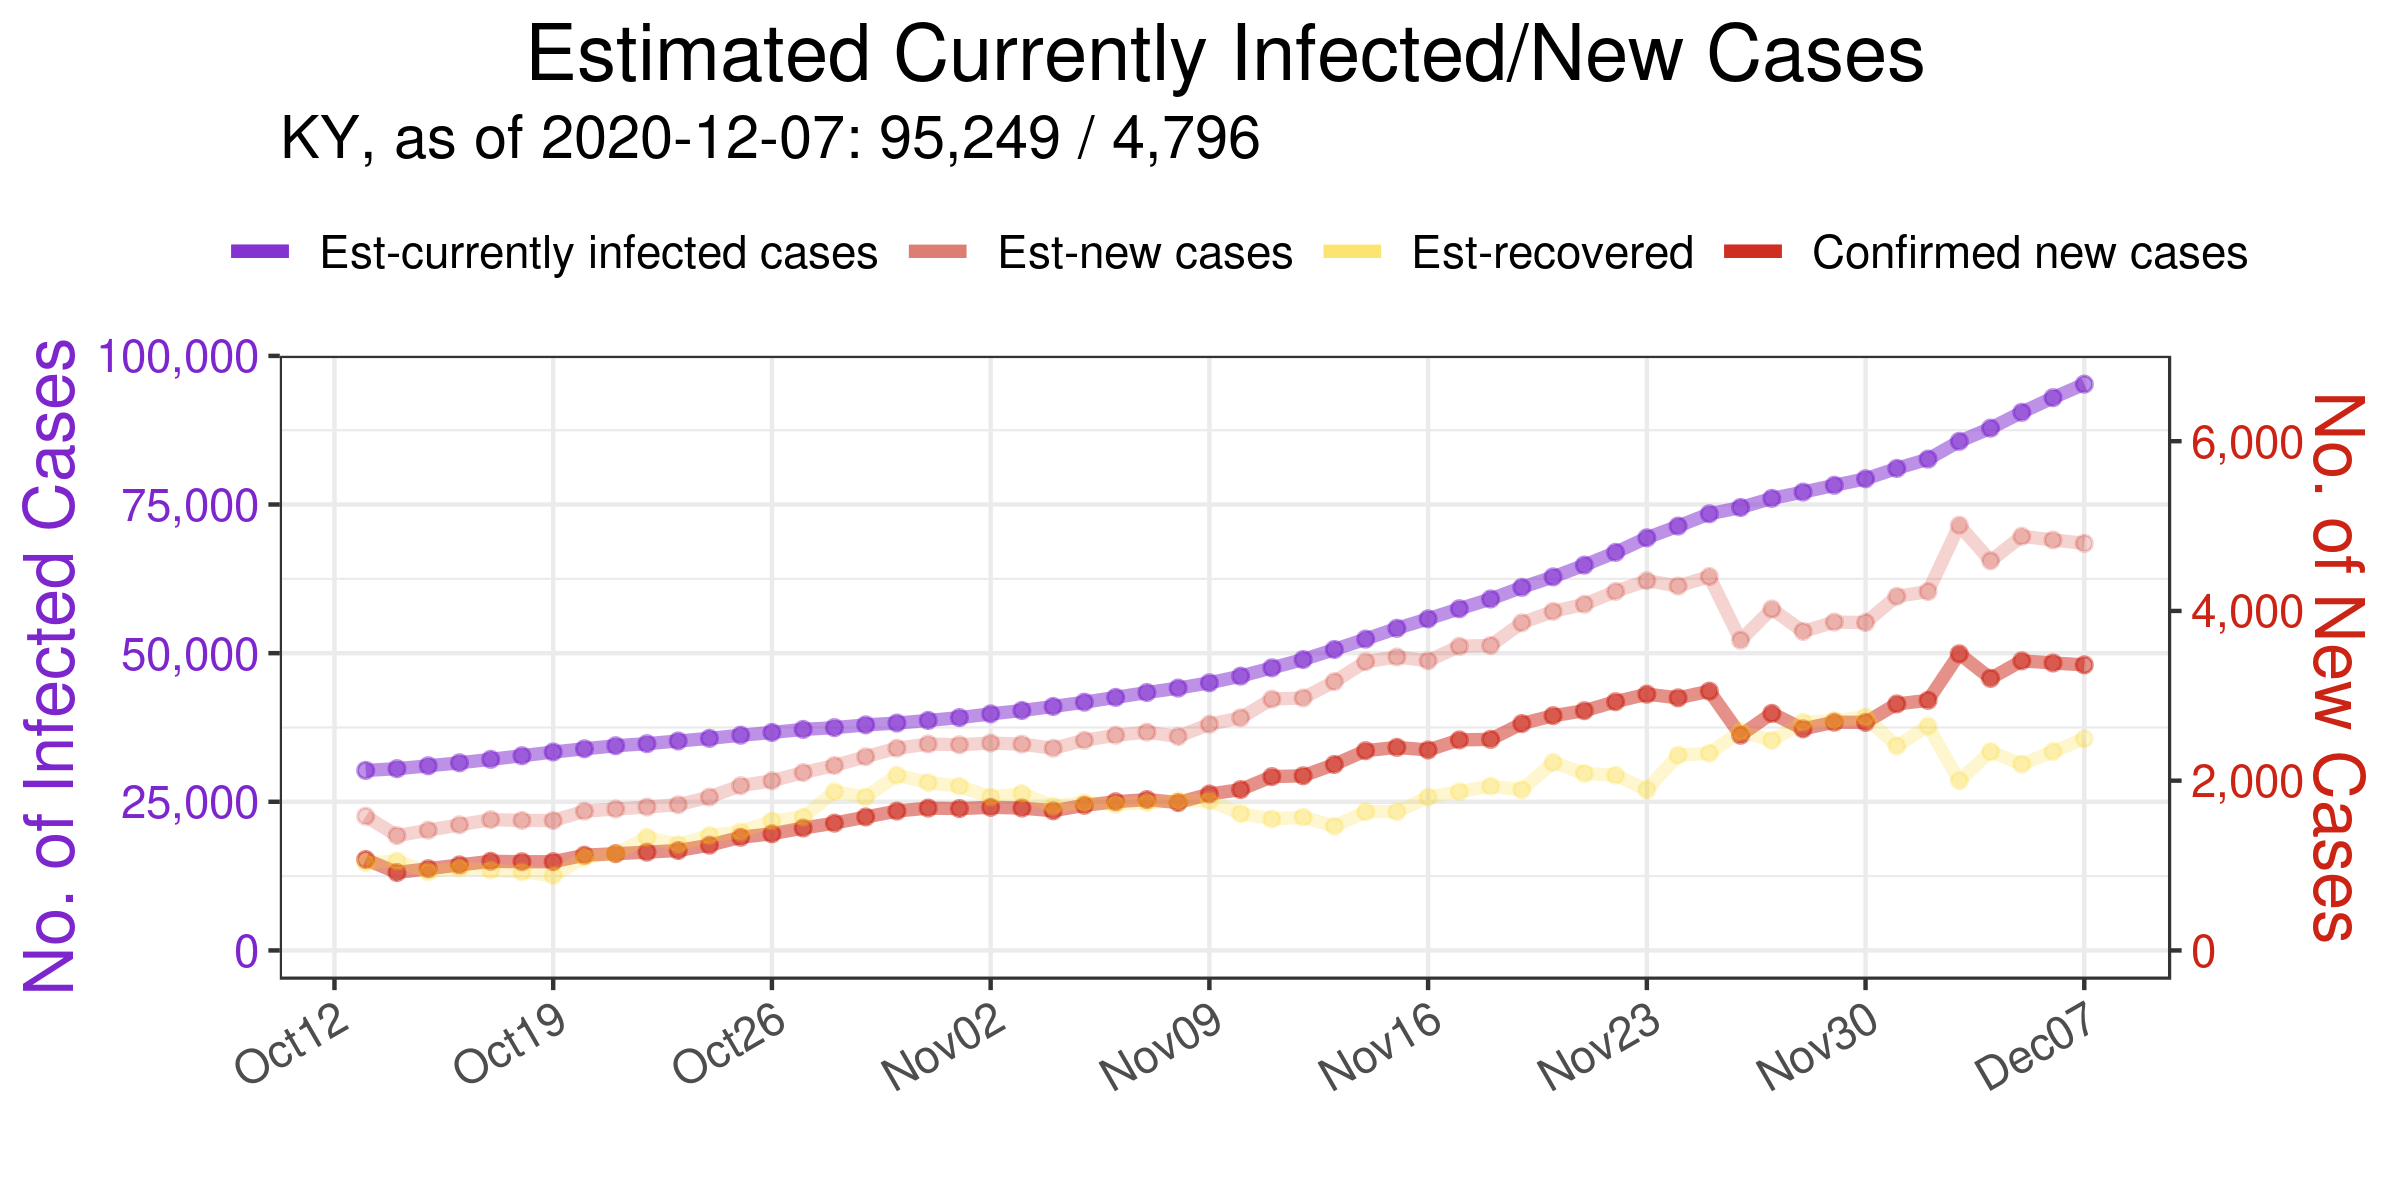 Estimated Currently Infected/New Cases
KY, as of 2020-12-07: 95,249 / 4,796
Est-currently infected cases Est-new cases Est-recovered Confirmed new cases
No. of Infected Cases
100,000
75,000
50,000
25,000
0
6,000
4,000
2,000
0
No. of New Cases
Oct12 Oct19 Oct26 Nov02 Nov09 Nov16 Nov23 Nov30 Dec07